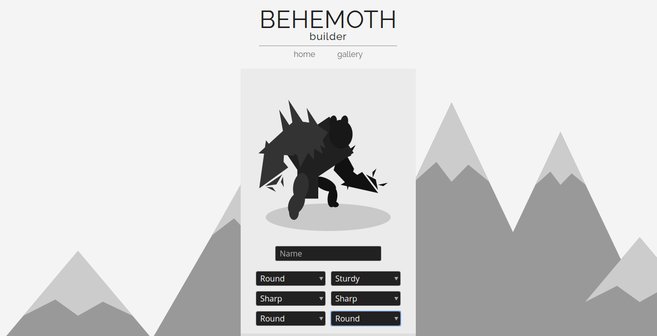 BEHEMOTH
builder
home gallery
Name
Round Sturdy
Sharp Sharp
Round Round